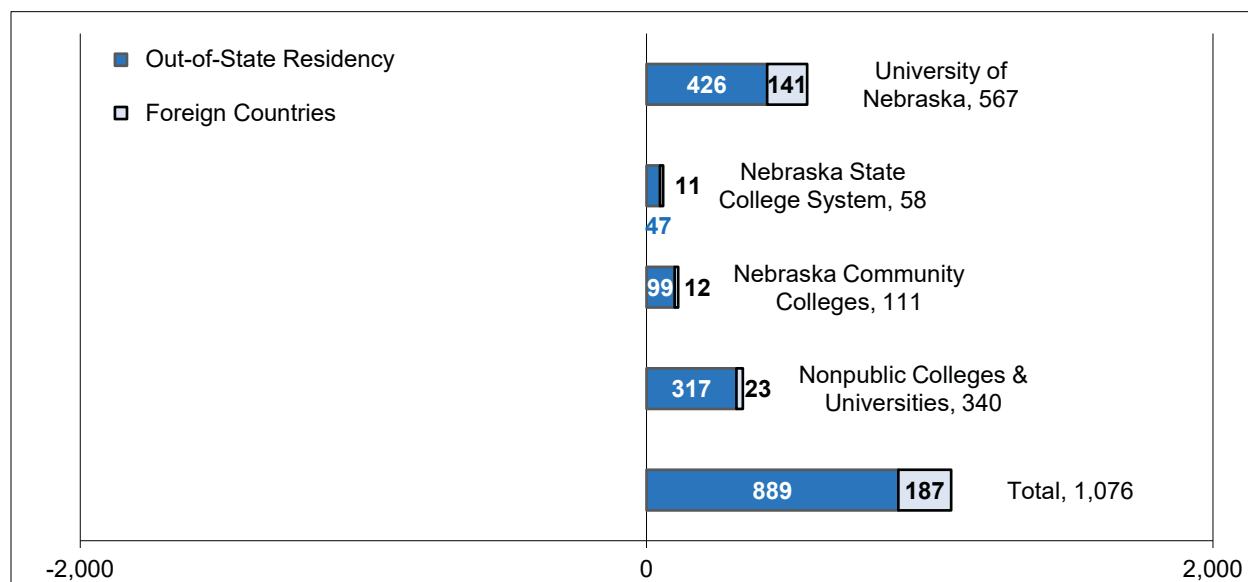 Out-of-State Residency
Foreign Countries
426
141
University of
Nebraska, 567
11
47
Nebraska State
College System, 58
99
12
Nebraska Community
Colleges, 111
317
23
Nonpublic Colleges &
Universities, 340
889
187
Total, 1,076
-2,000
0
2,000